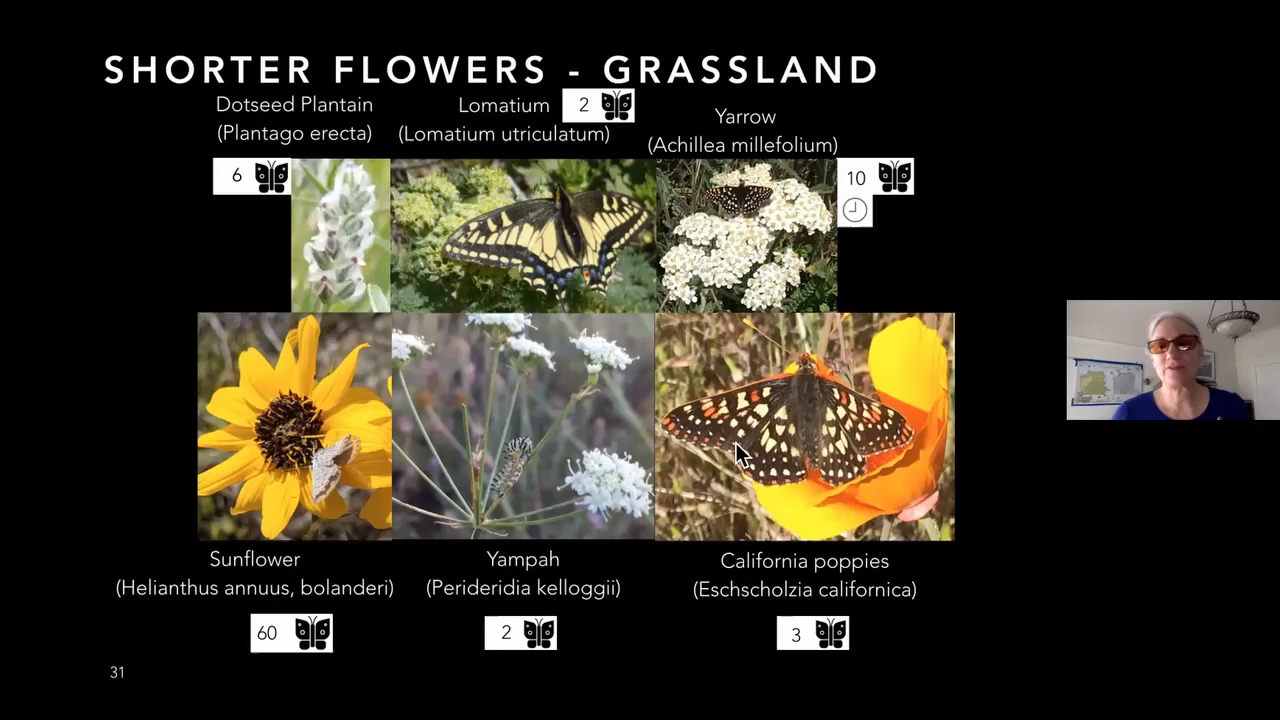 SHORTER FLOWERS - GRASSLAND
Dotseed Plantain
(Plantago erecta)
6
Lomatium
2
(Lomatium utriculatum)
Yarrow
(Achillea millefolium)
10
Sunflower
(Helianthus annuus, bolanderi)
60
Yampah
(Perideridia kelloggii)
2
California poppies
(Eschscholzia californica)
3
31